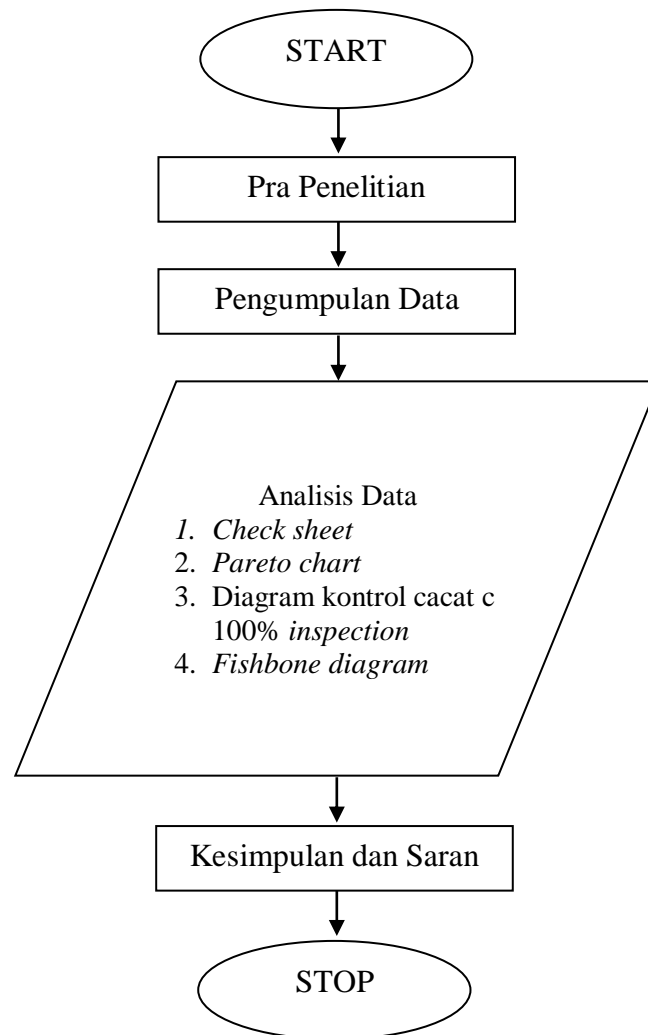 START
Pra Penelitian
Pengumpulan Data
Analisis Data
1. Check sheet
2. Pareto chart
3. Diagram kontrol cacat c
100% inspection
4. Fishbone diagram
Kesimpulan dan Saran
STOP